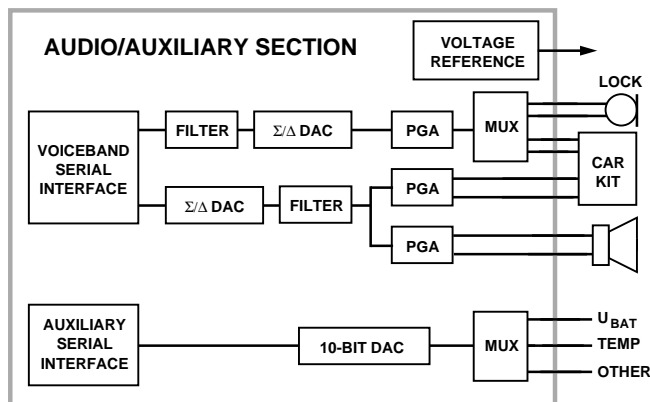 AUDIO/AUXILIARY SECTION
VOLTAGE
REFERENCE
LOCK
VOICEBAND
SERIAL
INTERFACE
FILTER
Σ/Δ DAC
PGA
MUX
CAR
KIT
Σ/Δ DAC
FILTER
PGA
PGA
AUXILIARY
SERIAL
INTERFACE
10-BIT DAC
MUX
UBAT
TEMP
OTHER